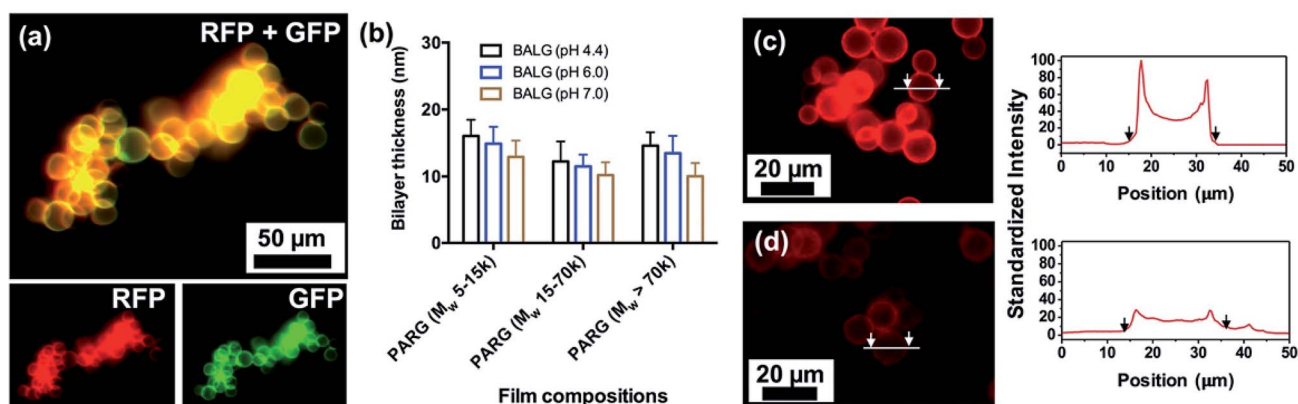 (a)
RFP + GFP
50 µm
RFP
GFP
(b)
Bilayer thickness (nm)
30
20
10
0
BALG (pH 4.4)
BALG (pH 6.0)
BALG (pH 7.0)
PARG (Mw 5-15k)
PARG (Mw 15-70k)
PARG (Mw > 70k)
Film compositions
(c)
20 µm
(d)
20 µm
Standardized Intensity
100
80
60
40
20
0
0 10 20 30 40 50
Position (µm)
100
80
60
40
20
0
0 10 20 30 40 50
Position (µm)